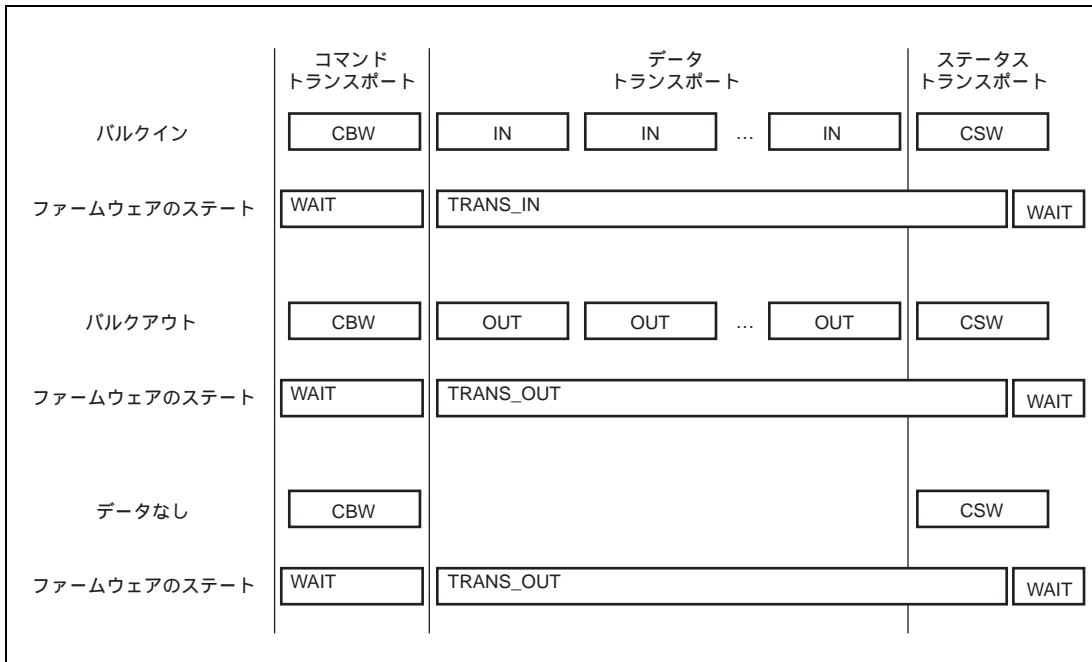 コマンド
トランスポート
データ
トランスポート
ステータス
トランスポート
バルクイン
CBW
IN
IN
…
IN
CSW
ファームウェアのステート
WAIT
TRANS_IN
WAIT
バルクアウト
CBW
OUT
OUT
…
OUT
CSW
ファームウェアのステート
WAIT
TRANS_OUT
WAIT
データなし
CBW
CSW
ファームウェアのステート
WAIT
TRANS_OUT
WAIT